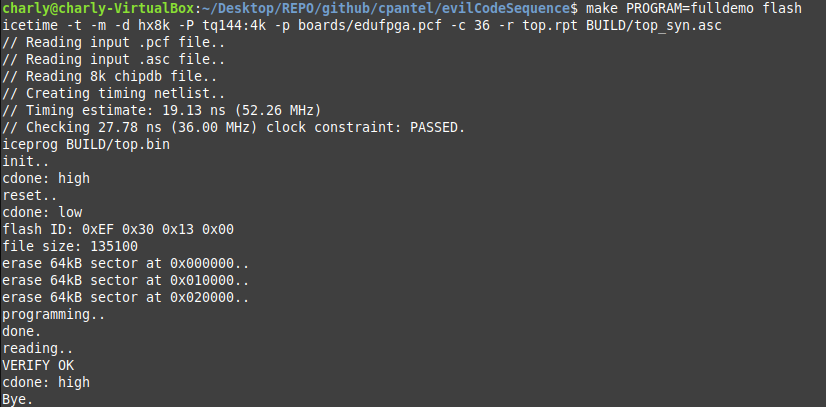 charly@charly-VirtualBox:~/Desktop/REPO/github/cpantel/evilCodeSequence$ make PROGRAM=fulldemo flash
icetime -t -m -d hx8k -P tq144:4k -p boards/edufpga.pcf -c 36 -r top.rpt BUILD/top_syn.asc
// Reading input .pcf file..
// Reading input .asc file..
// Reading 8k chipdb file..
// Creating timing netlist..
// Timing estimate: 19.13 ns (52.26 MHz)
// Checking 27.78 ns (36.00 MHz) clock constraint: PASSED.
iceprog BUILD/top.bin
init..
cdone: high
reset..
cdone: low
flash ID: 0xEF 0x30 0x13 0x00
file size: 135100
erase 64kB sector at 0x000000..
erase 64kB sector at 0x010000..
erase 64kB sector at 0x020000..
programming..
done.
reading..
VERIFY OK
cdone: high
Bye.